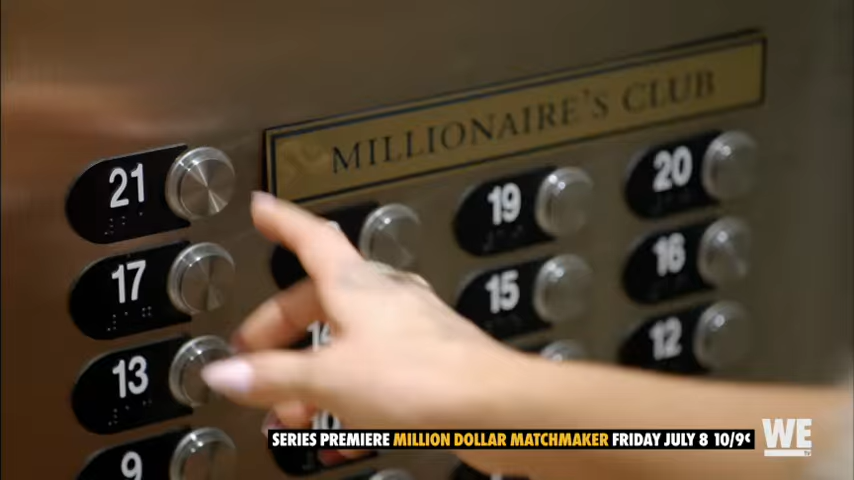 MILLIONAIRE'S CLUB
21
19
20
17
15
16
13
12
9
SERIES PREMIERE MILLION DOLLAR MATCHMAKER FRIDAY JULY 8 10/9c
WE
tv